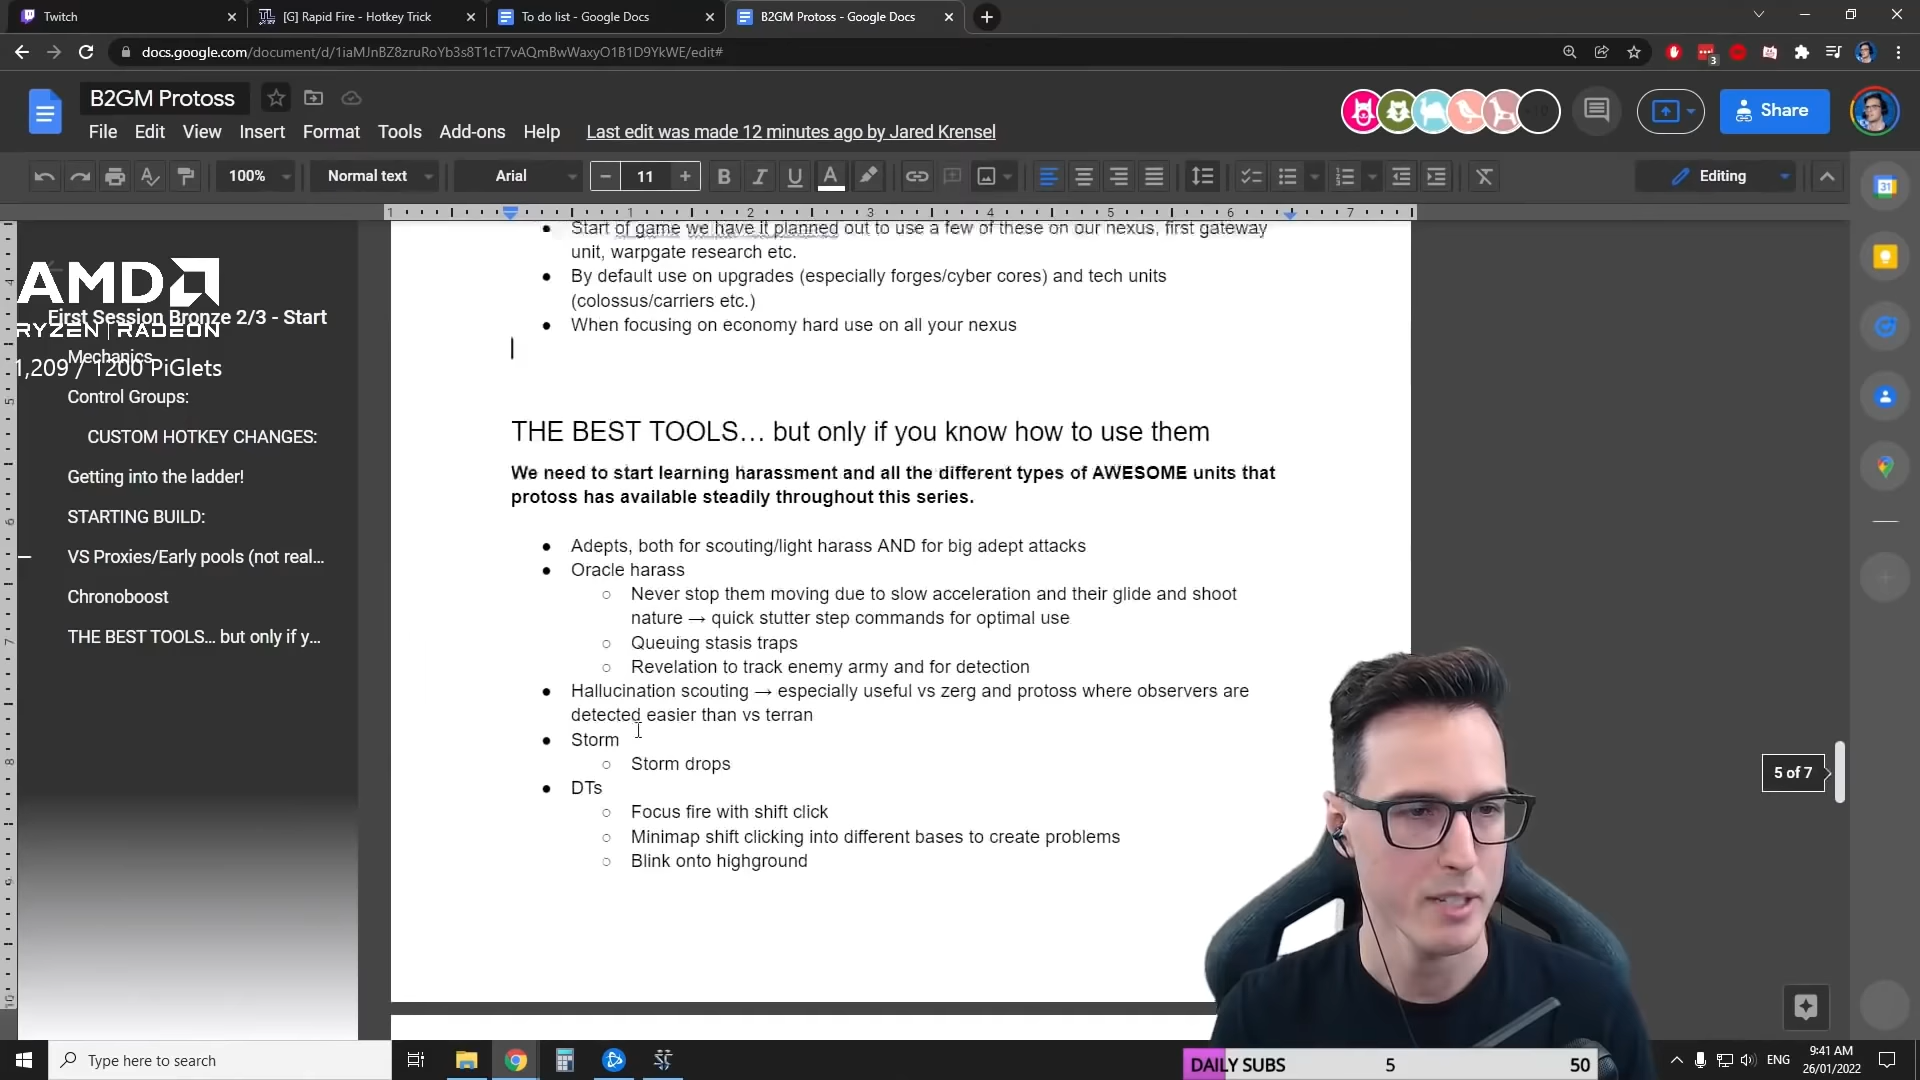 Twitch
[G] Rapid Fire - Hotkey Trick
To do list - Google Docs
B2GM Protoss - Google Docs
docs.google.com/document/d/1iaMJnBZ8zruRoYb3s8T1cT7vAQmBwWaxyO1B1D9YkWE/edit#
3
B2GM Protoss
File Edit View Insert Format Tools Add-ons Help Last edit was made 12 minutes ago by Jared Krensel
Share
100% Normal text Arial 11 B I U A
Editing
1 1 2 3 4 5 6 7
Start of game we have it planned out to use a few of these on our nexus, first gateway
unit, warpgate research etc.
By default use on upgrades (especially forges/cyber cores) and tech units
(colossus/carriers etc.)
When focusing on economy hard use on all your nexus
THE BEST TOOLS… but only if you know how to use them
We need to start learning harassment and all the different types of AWESOME units that
protoss has available steadily throughout this series.
Adepts, both for scouting/light harass AND for big adept attacks
Oracle harass
Never stop them moving due to slow acceleration and their glide and shoot
nature → quick stutter step commands for optimal use
Queuing stasis traps
Revelation to track enemy army and for detection
Hallucination scouting → especially useful vs zerg and protoss where observers are
detected easier than vs terran
Storm
Storm drops
DTs
Focus fire with shift click
Minimap shift clicking into different bases to create problems
Blink onto highground
AMD
First Session Bronze 2/3 - Start
RYZEN | RADEON
Mechanics
1,209 / 1200 PiGlets
Control Groups:
CUSTOM HOTKEY CHANGES:
Getting into the ladder!
STARTING BUILD:
VS Proxies/Early pools (not real...
Chronoboost
THE BEST TOOLS… but only if y...
31
5 of 7
Type here to search
DAILY SUBS 5 50
ENG
9:41 AM
26/01/2022